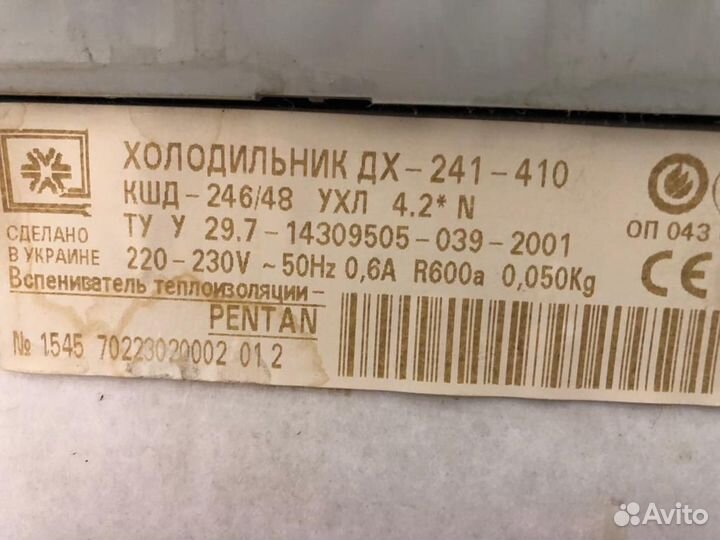 ХОЛОДИЛЬНИК ДХ-241-410
КШД-246/48 УХЛ 4.2* N
ТУ У 29.7-14309505-039-2001
220-230V ~50Hz 0,6A R600a 0,050Kg
СДЕЛАНО
В УКРАИНЕ
Вспениватель теплоизоляции-
PENTAN
№ 1545 70223020002 01 2
ОП 043
CE
Avito